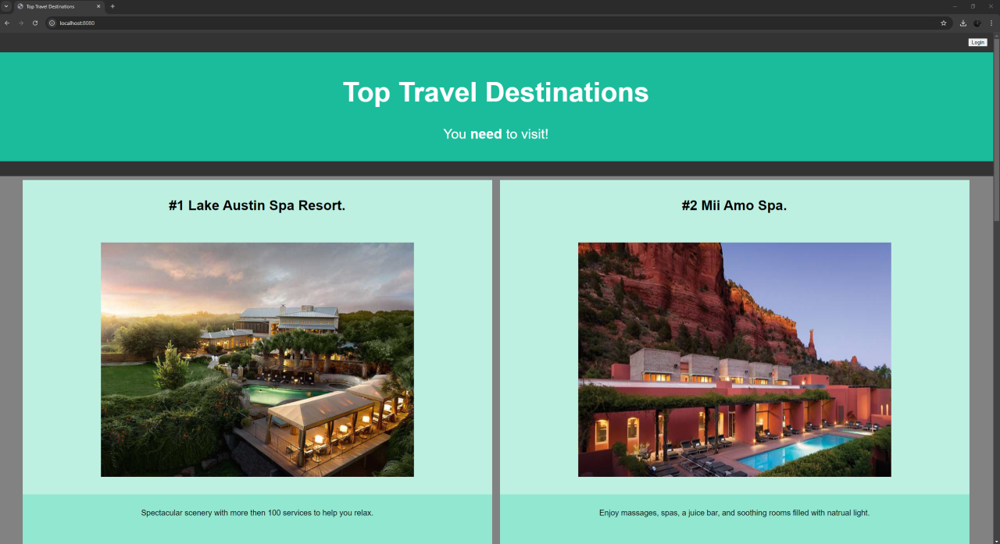 Top Travel Destinations
localhost:8080
Login
Top Travel Destinations
You need to visit!
#1 Lake Austin Spa Resort.
#2 Mii Amo Spa.
Spectacular scenery with more then 100 services to help you relax.
Enjoy massages, spas, a juice bar, and soothing rooms filled with natrual light.